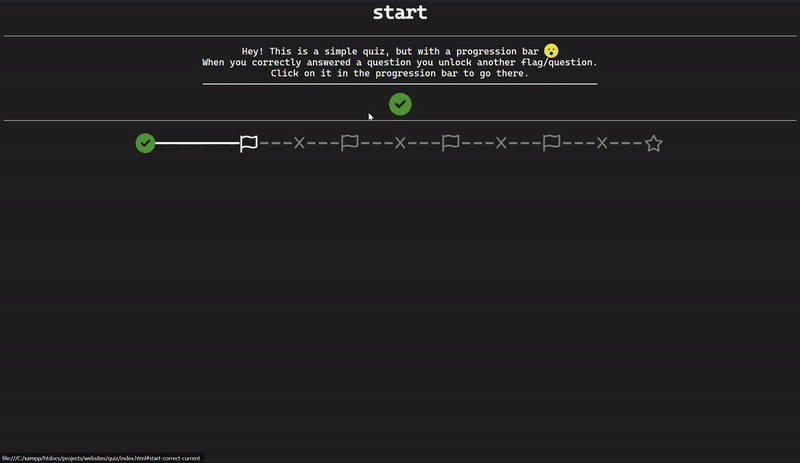 start
Hey! This is a simple quiz, but with a progression bar 😮
When you correctly answered a question you unlock another flag/question.
Click on it in the progression bar to go there.
file:///C:/xampp/htdocs/projects/websites/quiz/index.html#start-correct-current